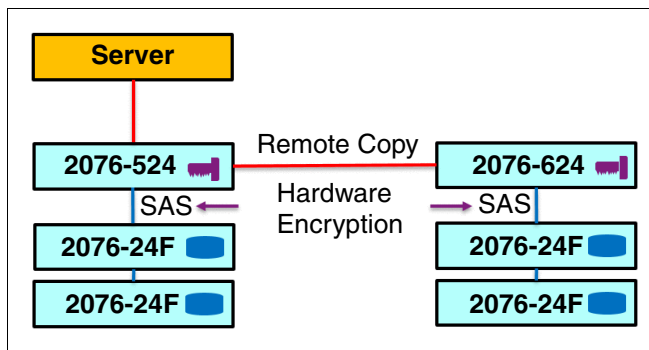 Server
Remote Copy
2076-524
2076-624
SAS
Hardware
Encryption
SAS
2076-24F
2076-24F
2076-24F
2076-24F